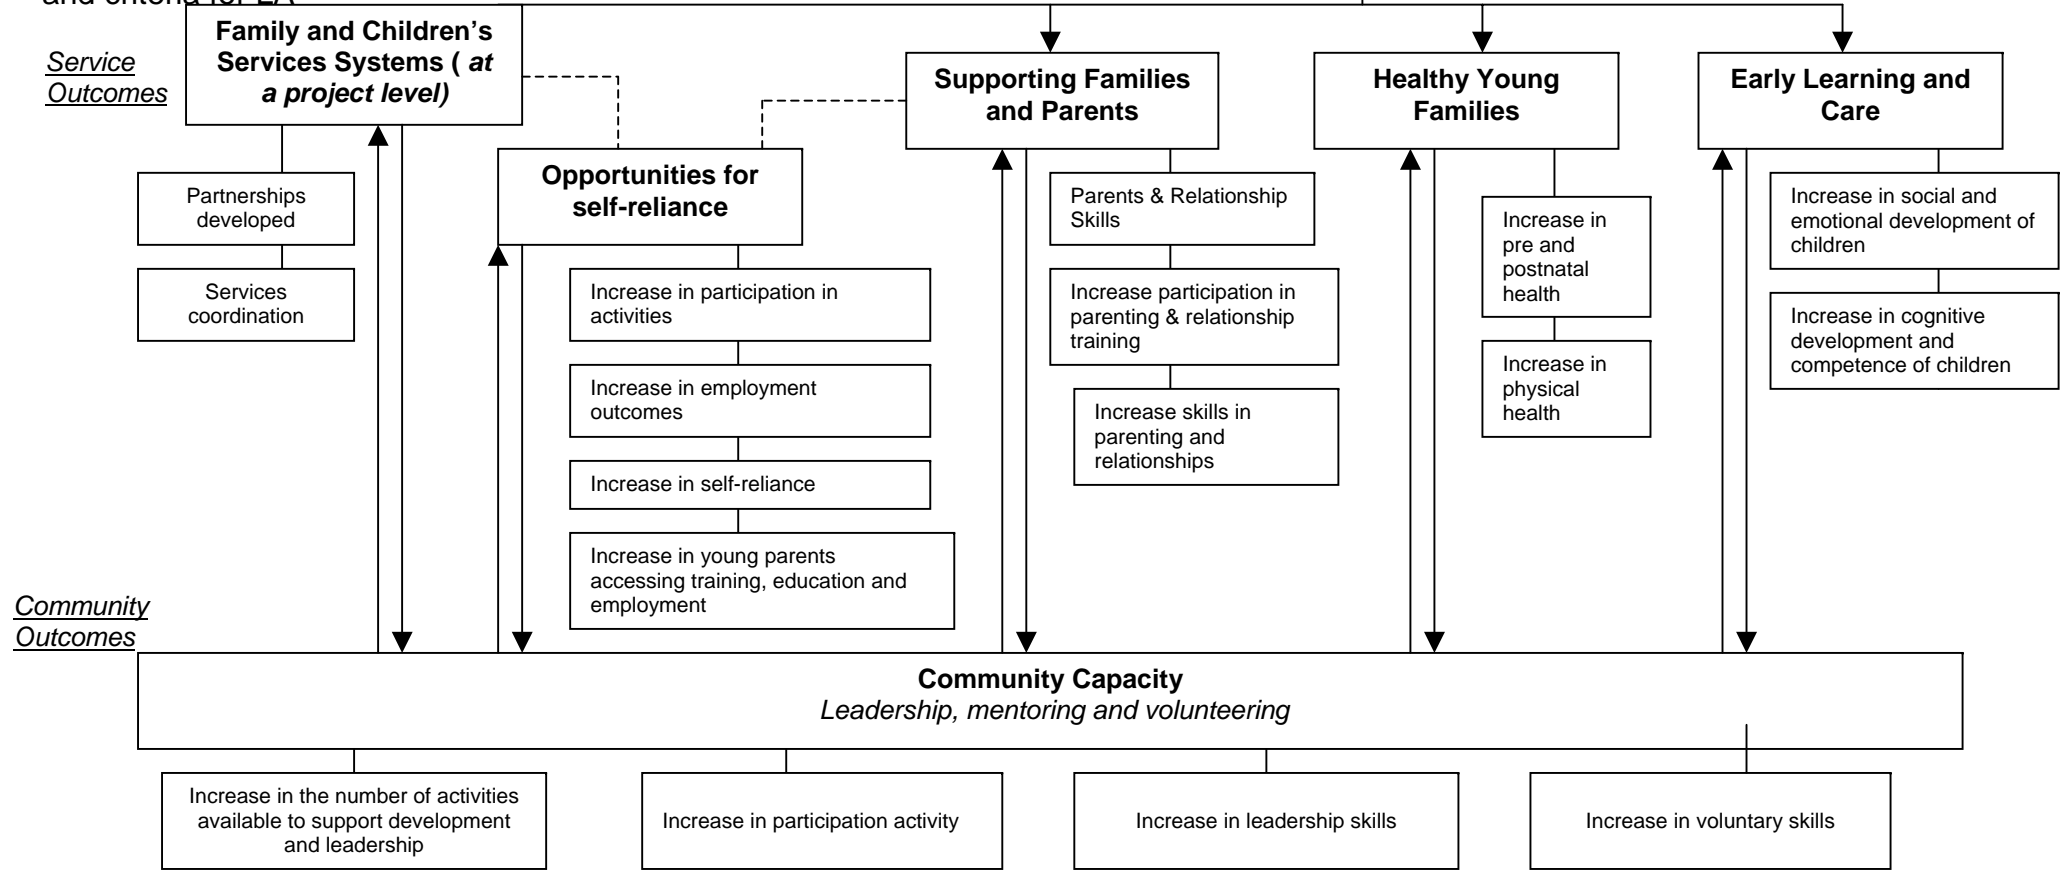 and criteria for LA
Family and Children’s
Services Systems ( at
a project level)
Service
Outcomes
Supporting Families
and Parents
Healthy Young
Families
Early Learning and
Care
Opportunities for
self-reliance
Partnerships
developed
Services
coordination
Increase in participation in
activities
Increase in employment
outcomes
Increase in self-reliance
Increase in young parents
accessing training, education and
employment
Parents & Relationship
Skills
Increase participation in
parenting & relationship
training
Increase skills in
parenting and
relationships
Increase in
pre and
postnatal
health
Increase in
physical
health
Increase in social and
emotional development of
children
Increase in cognitive
development and
competence of children
Community
Outcomes
Community Capacity
Leadership, mentoring and volunteering
Increase in the number of activities
available to support development
and leadership
Increase in participation activity
Increase in leadership skills
Increase in voluntary skills